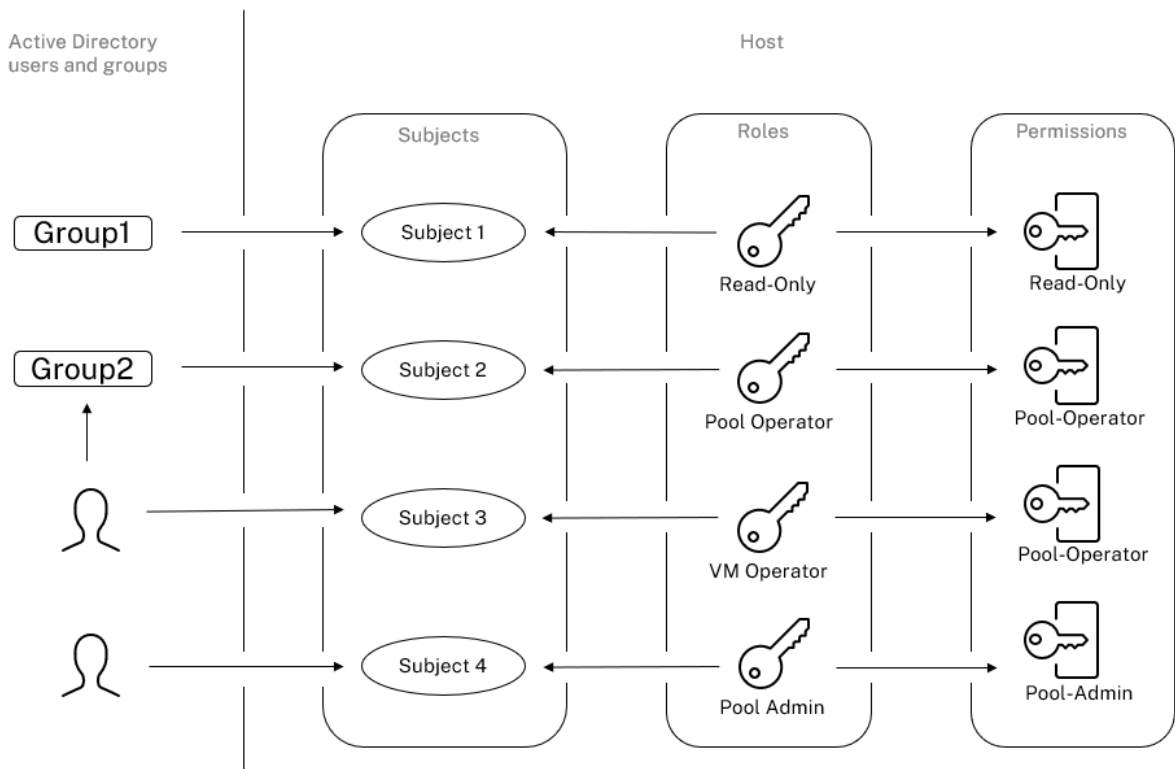 Active Directory
users and groups
Host
Subjects
Roles
Permissions
Group1
Subject 1
Read-Only
Read-Only
Group2
Subject 2
Pool Operator
Pool-Operator
Subject 3
VM Operator
Pool-Operator
Subject 4
Pool Admin
Pool-Admin